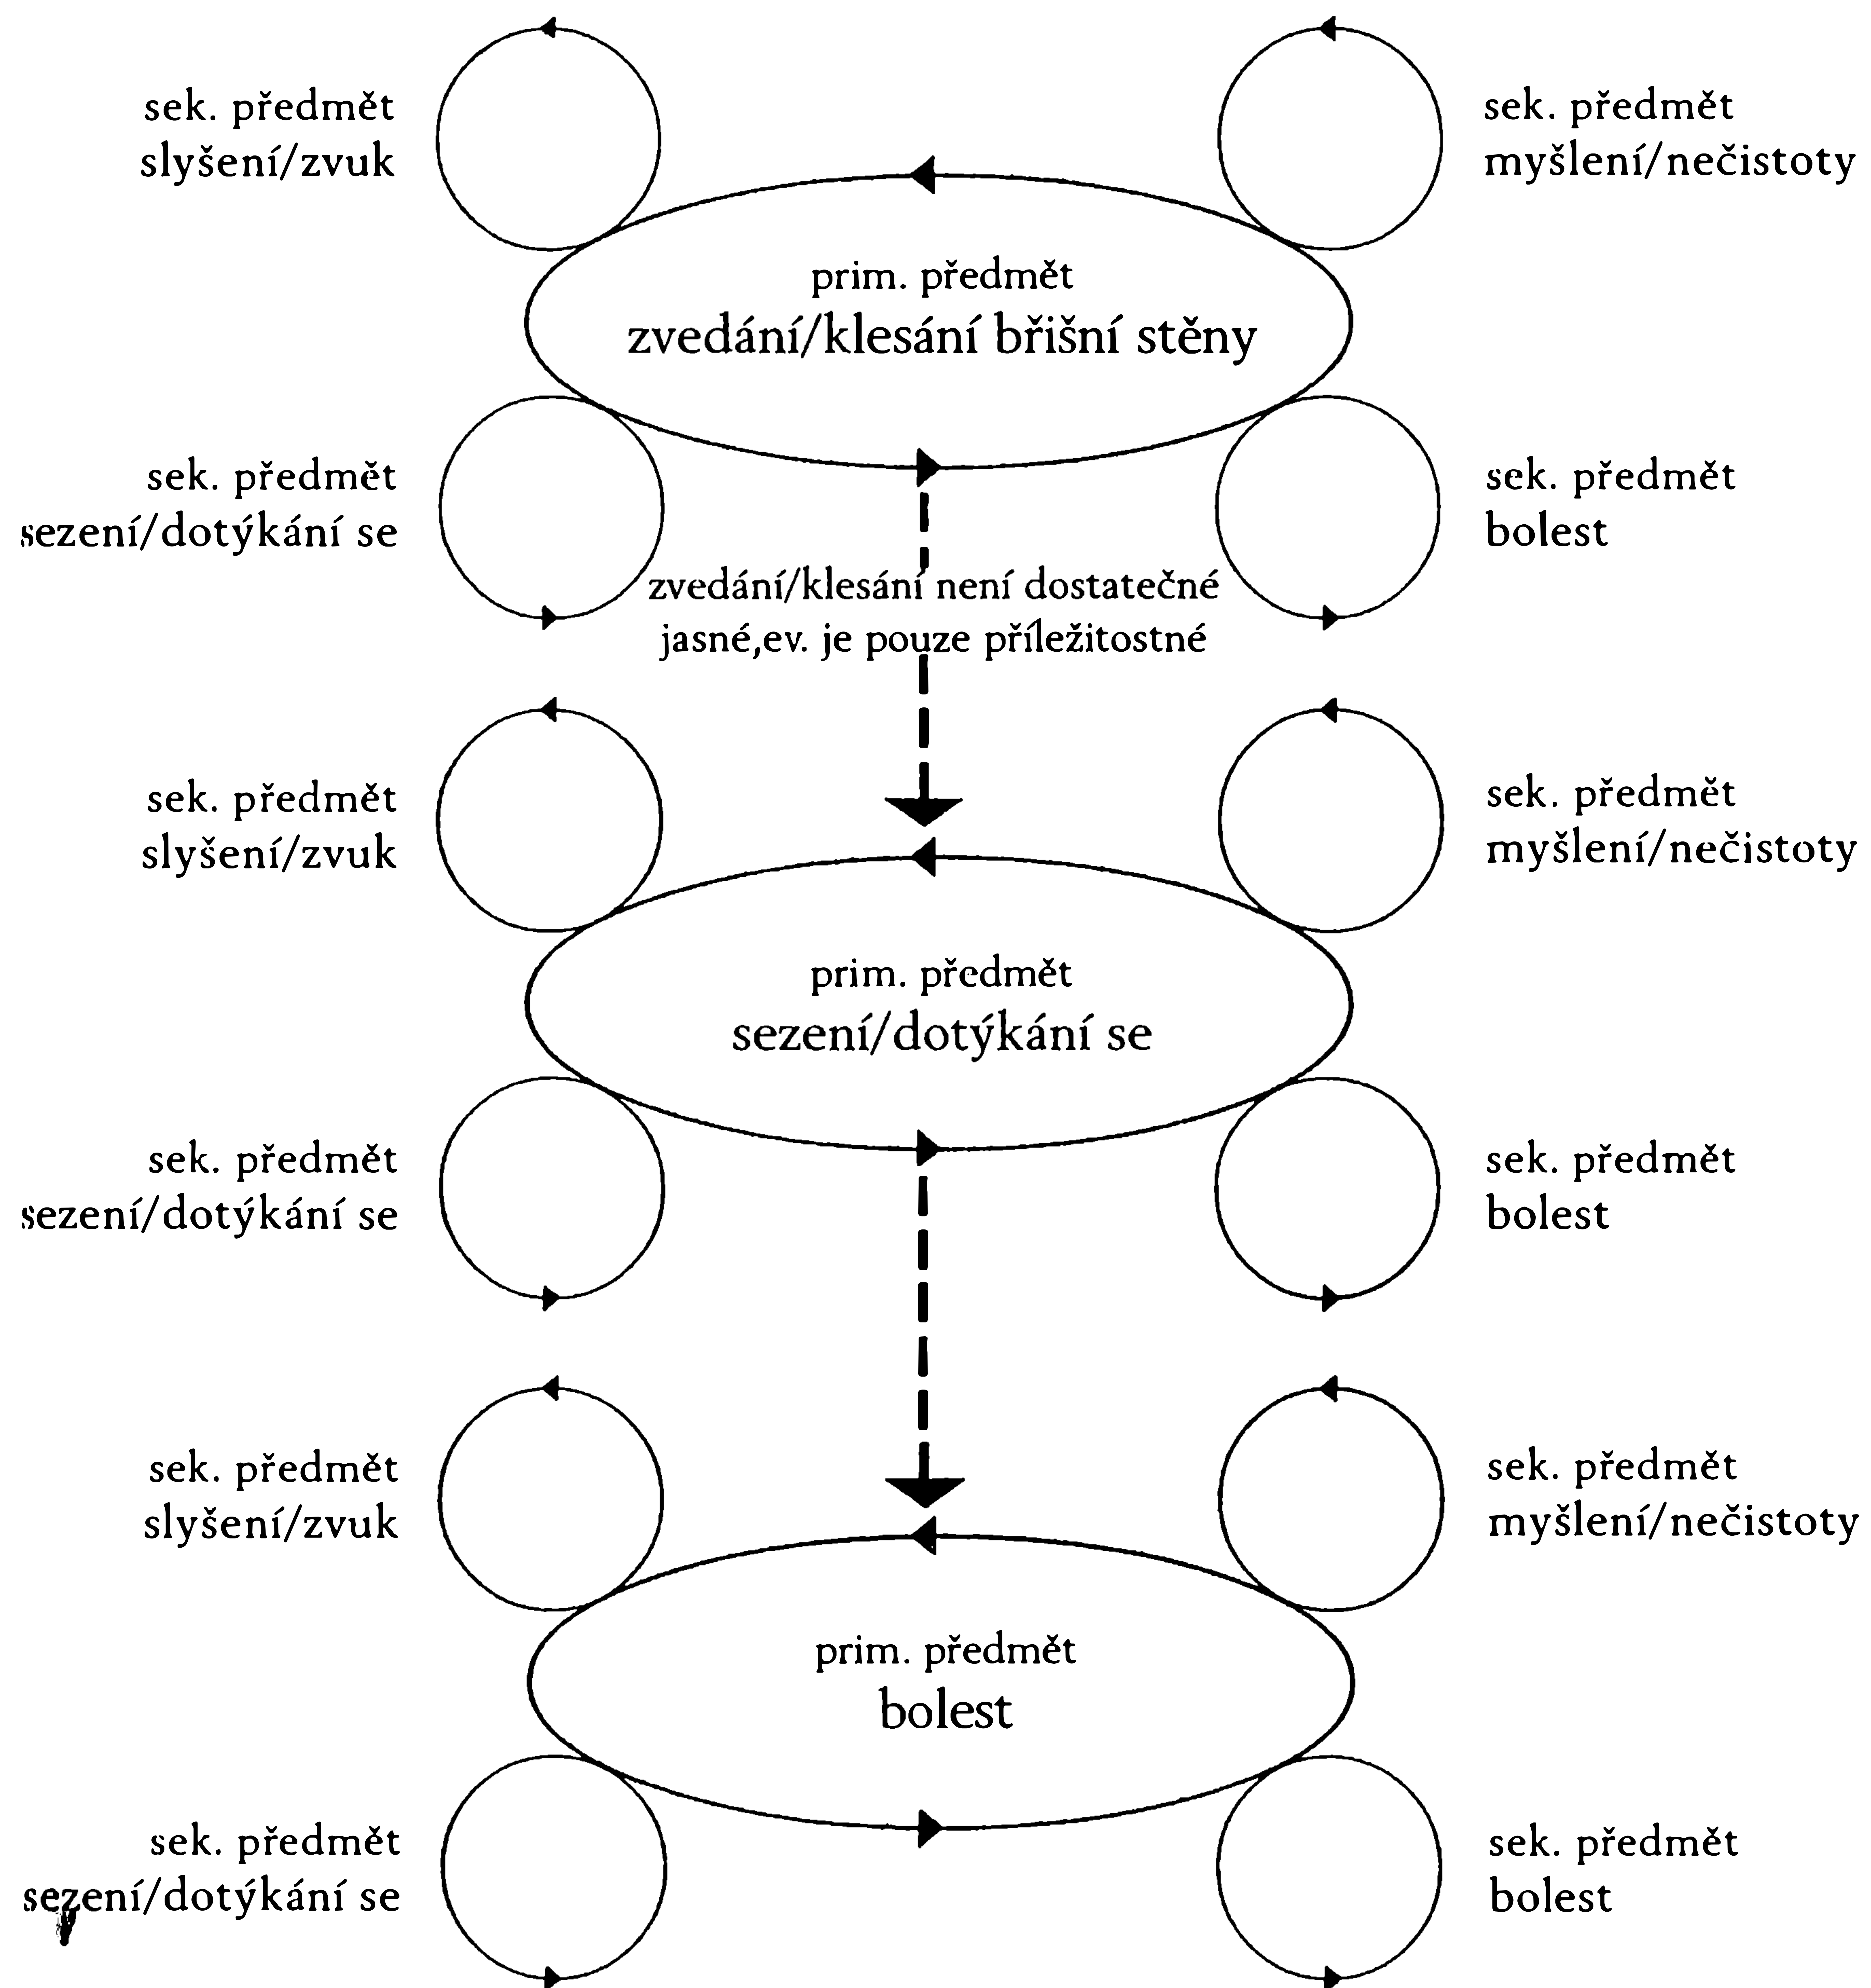 sek. předmět
slyšení/zvuk
sek. předmět
myšlení/nečistoty
prim. předmět
zvedání/klesání břišní stěny
sek. předmět
sezení/dotýkání se
sek. předmět
bolest
zvedání/klesání není dostatečné
jasné,ev. je pouze příležitostné
sek. předmět
slyšení/zvuk
sek. předmět
myšlení/nečistoty
prim. předmět
sezení/dotýkání se
sek. předmět
sezení/dotýkání se
sek. předmět
bolest
sek. předmět
slyšení/zvuk
sek. předmět
myšlení/nečistoty
prim. předmět
bolest
sek. předmět
sezení/dotýkání se
sek. předmět
bolest